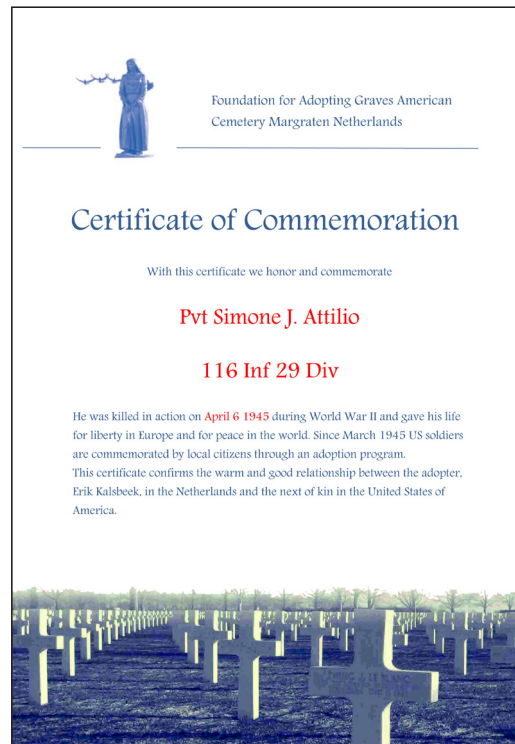 Foundation for Adopting Graves American
Cemetery Margraten Netherlands
Certificate of Commemoration
With this certificate we honor and commemorate
Pvt Simone J. Attilio
116 Inf 29 Div
He was killed in action on April 6 1945 during World War II and gave his life
for liberty in Europe and for peace in the world. Since March 1945 US soldiers
are commemorated by local citizens through an adoption program.
This certificate confirms the warm and good relationship between the adopter,
Erik Kalsbeek, in the Netherlands and the next of kin in the United States of
America.